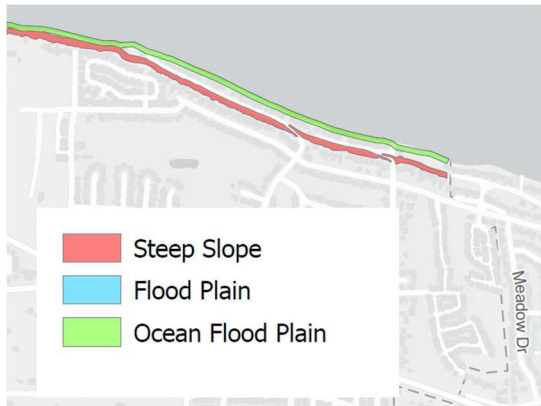 Steep Slope
Flood Plain
Ocean Flood Plain
Meadow Dr